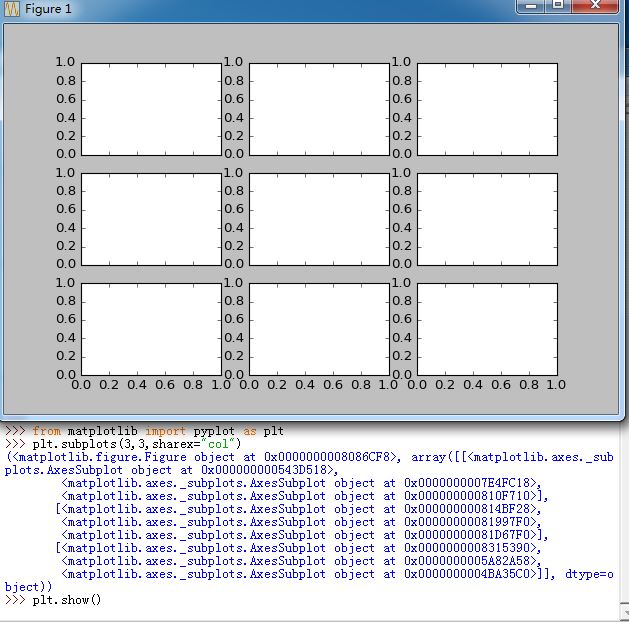 Figure 1
1.0 1.0 1.0
0.8 0.8 0.8
0.6 0.6 0.6
0.4 0.4 0.4
0.2 0.2 0.2
0.0 0.0 0.0
1.0 1.0 1.0
0.8 0.8 0.8
0.6 0.6 0.6
0.4 0.4 0.4
0.2 0.2 0.2
0.0 0.0 0.0
1.0 1.0 1.0
0.8 0.8 0.8
0.6 0.6 0.6
0.4 0.4 0.4
0.2 0.2 0.2
0.0 0.0 0.0
0.0 0.2 0.4 0.6 0.8 1.0 0.0 0.2 0.4 0.6 0.8 1.0 0.0 0.2 0.4 0.6 0.8 1.0
>>> from matplotlib import pyplot as plt
>>> plt.subplots(3,3,sharex="col")
(<matplotlib.figure.Figure object at 0x0000000008086CF8>, array([[<matplotlib.axes._sub
plots.AxesSubplot object at 0x000000000543D518>,
<matplotlib.axes._subplots.AxesSubplot object at 0x0000000007E4FC18>,
<matplotlib.axes._subplots.AxesSubplot object at 0x000000000810F710>],
[<matplotlib.axes._subplots.AxesSubplot object at 0x000000000814BF28>,
<matplotlib.axes._subplots.AxesSubplot object at 0x00000000081997F0>,
<matplotlib.axes._subplots.AxesSubplot object at 0x00000000081D67F0>],
[<matplotlib.axes._subplots.AxesSubplot object at 0x0000000008315390>,
<matplotlib.axes._subplots.AxesSubplot object at 0x0000000005A82A58>,
<matplotlib.axes._subplots.AxesSubplot object at 0x0000000004BA35C0>]], dtype=o
bject))
>>> plt.show()